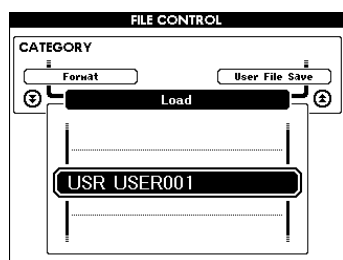 FILE CONTROL
CATEGORY
Format
User File Save
Load
USR USER001